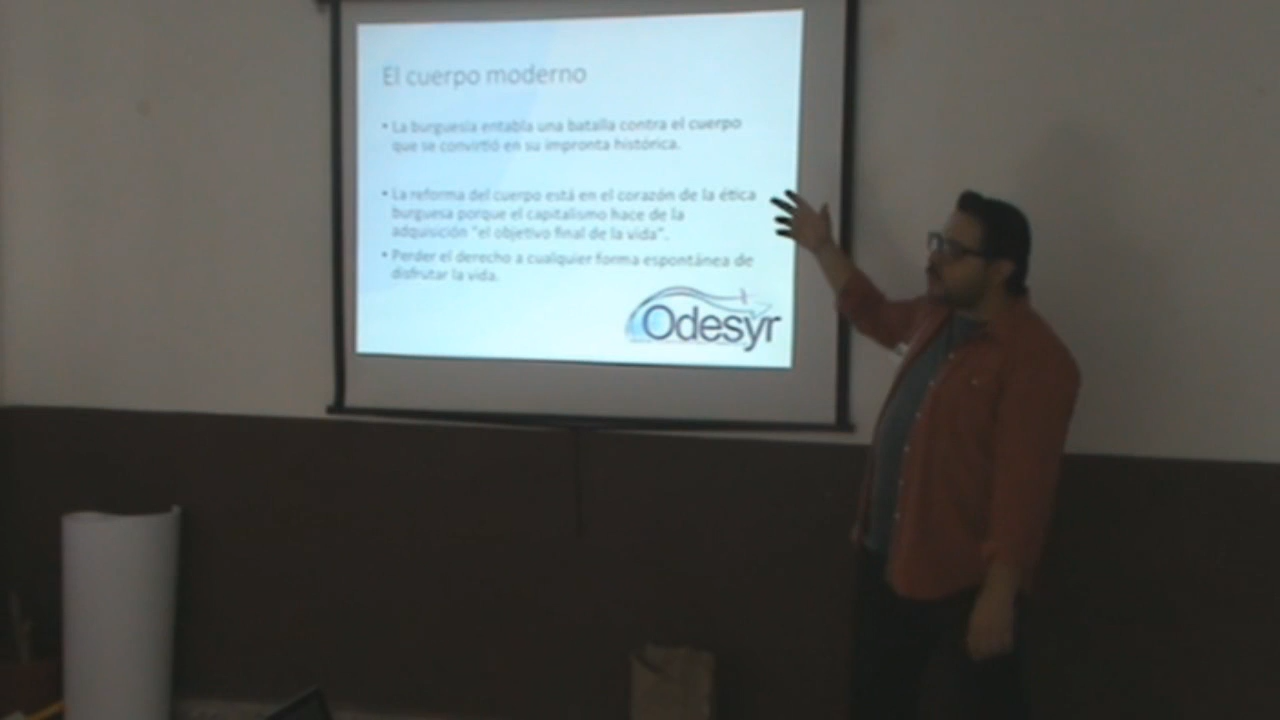 El cuerpo moderno
• La burguesía entabla una batalla contra el cuerpo
que se convirtió en su impronta histórica.
• La reforma del cuerpo está en el corazón de la ética
burguesa porque el capitalismo hace de la
adquisición "el objetivo final de la vida".
• Perder el derecho a cualquier forma espontánea de
disfrutar la vida.
Odesyr